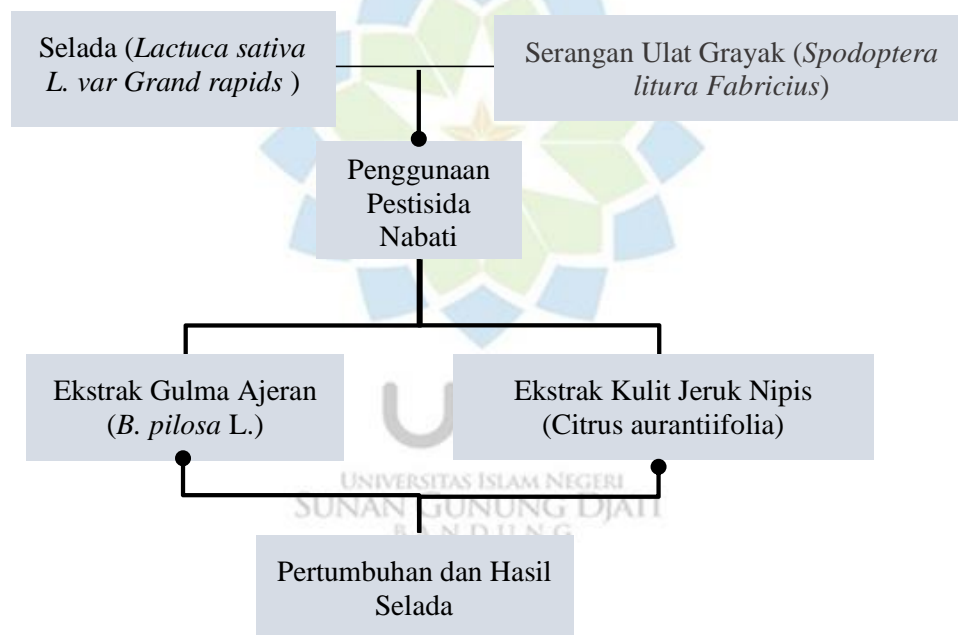 Selada (Lactuca sativa
L. var Grand rapids )
Serangan Ulat Grayak (Spodoptera
litura Fabricius)
Penggunaan
Pestisida
Nabati
Ekstrak Gulma Ajeran
(B. pilosa L.)
Ekstrak Kulit Jeruk Nipis
(Citrus aurantiifolia)
UNIVERSITAS ISLAM NEGERI
SUNAN GUNUNG DJATI
BANDUNG
Pertumbuhan dan Hasil
Selada